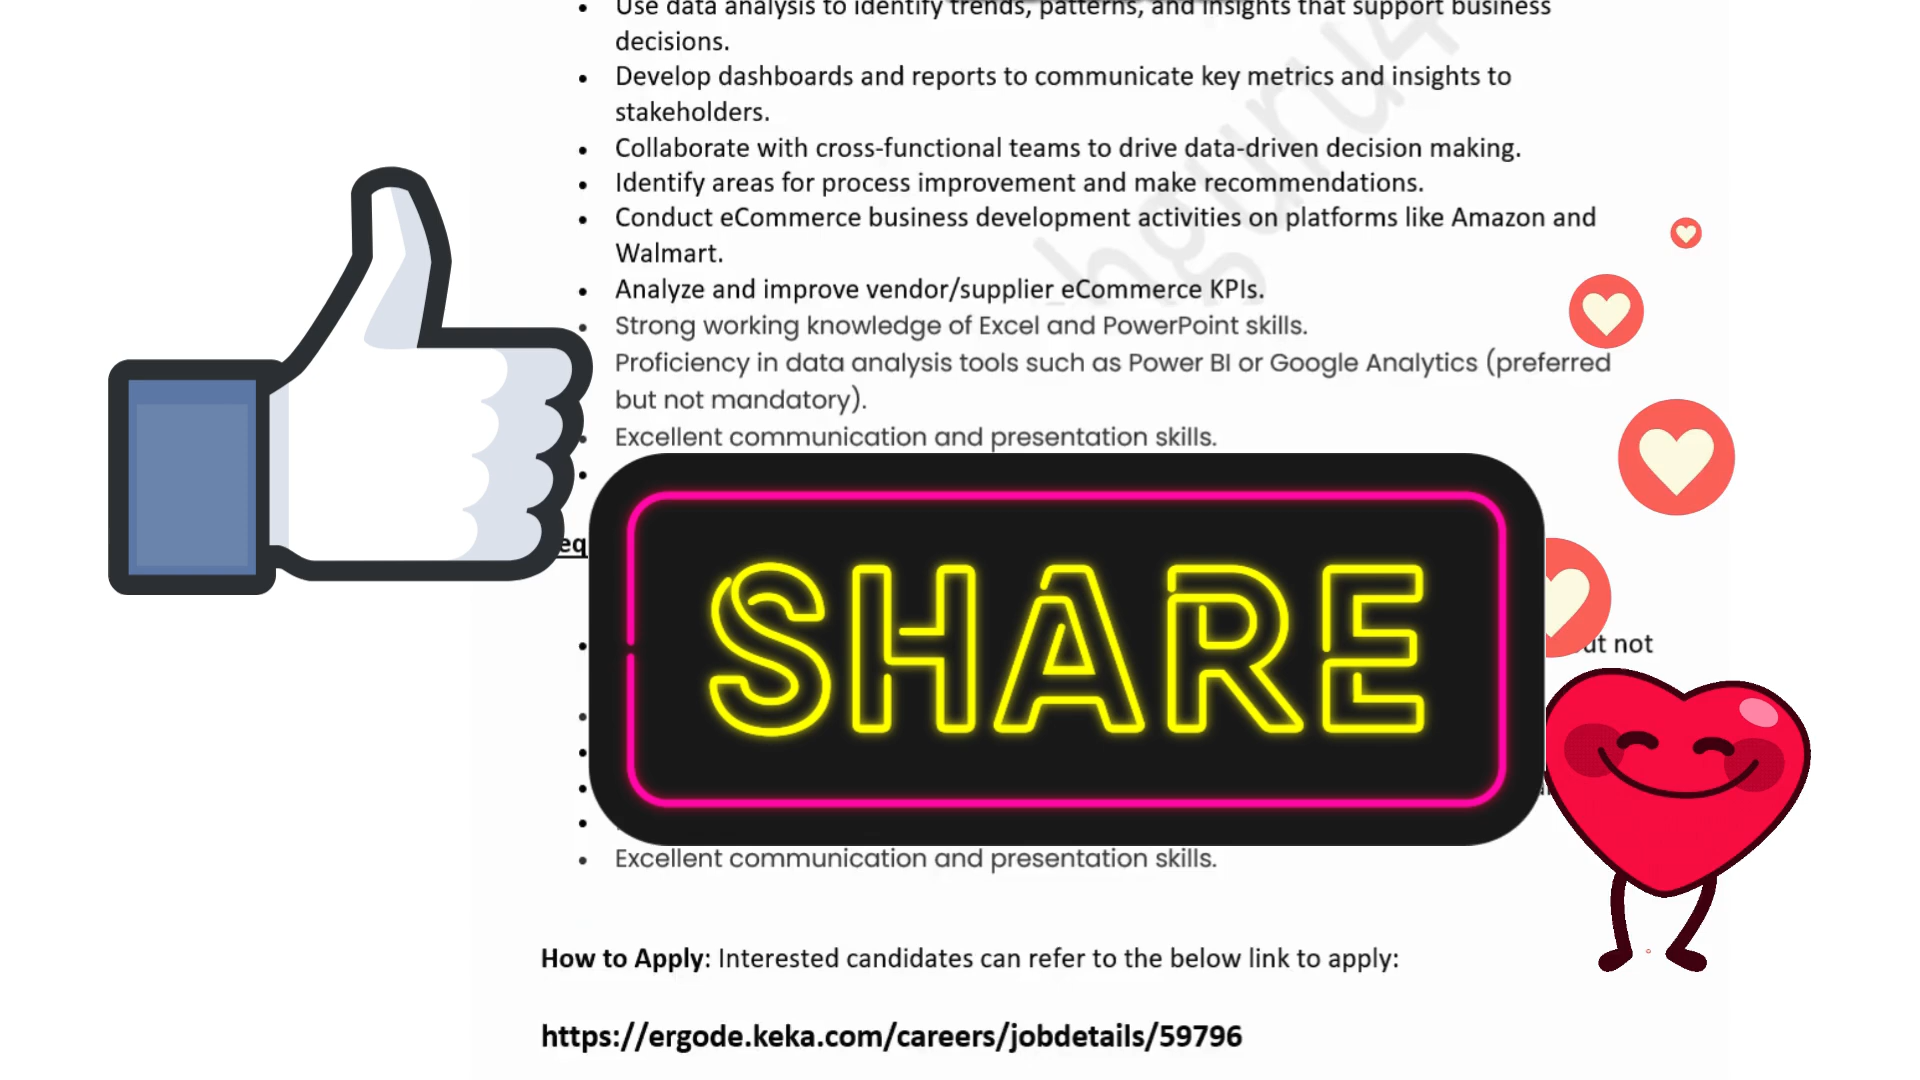 Use data analysis to identify trends, patterns, and insights that support business
decisions.
Develop dashboards and reports to communicate key metrics and insights to
stakeholders.
Collaborate with cross-functional teams to drive data-driven decision making.
Identify areas for process improvement and make recommendations.
Conduct eCommerce business development activities on platforms like Amazon and
Walmart.
Analyze and improve vendor/supplier eCommerce KPIs.
Strong working knowledge of Excel and PowerPoint skills.
Proficiency in data analysis tools such as Power BI or Google Analytics (preferred
but not mandatory).
Excellent communication and presentation skills.
SHARE
not
Excellent communication and presentation skills.
How to Apply: Interested candidates can refer to the below link to apply:
https://ergode.keka.com/careers/jobdetails/59796